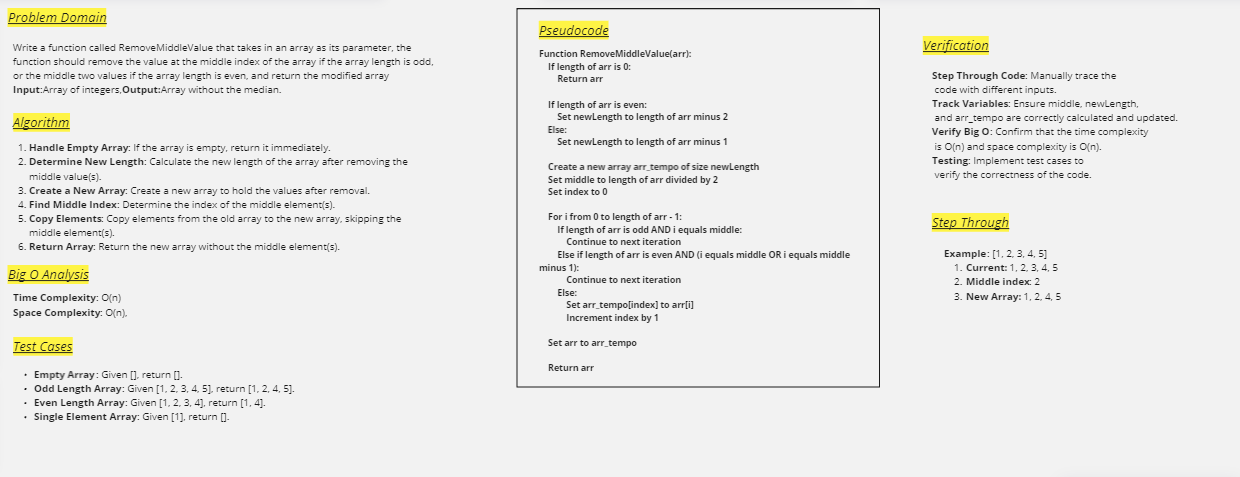 Problem Domain
Write a function called RemoveMiddleValue that takes in an array as its parameter, the
function should remove the value at the middle index of the array if the array length is odd,
or the middle two values if the array length is even, and return the modified array
Input:Array of integers,Output:Array without the median.
Algorithm
1. Handle Empty Array: If the array is empty, return it immediately.
2. Determine New Length: Calculate the new length of the array after removing the
middle value(s).
3. Create a New Array: Create a new array to hold the values after removal.
4. Find Middle Index: Determine the index of the middle element(s).
5. Copy Elements: Copy elements from the old array to the new array, skipping the
middle element(s).
6. Return Array: Return the new array without the middle element(s).
Big O Analysis
Time Complexity: O(n)
Space Complexity: O(n),
Test Cases
• Empty Array: Given [], return [].
• Odd Length Array: Given [1, 2, 3, 4, 5], return [1, 2, 4, 5].
• Even Length Array: Given [1, 2, 3, 4], return [1, 4].
• Single Element Array: Given [1], return [].
Pseudocode
Function RemoveMiddleValue(arr):
If length of arr is 0:
Return arr
If length of arr is even:
Set newLength to length of arr minus 2
Else:
Set newLength to length of arr minus 1
Create a new array arr_tempo of size newLength
Set middle to length of arr divided by 2
Set index to 0
For i from 0 to length of arr - 1:
If length of arr is odd AND i equals middle:
Continue to next iteration
Else if length of arr is even AND (i equals middle OR i equals middle
minus 1):
Continue to next iteration
Else:
Set arr_tempo[index] to arr[i]
Increment index by 1
Set arr to arr_tempo
Return arr
Verification
Step Through Code: Manually trace the
code with different inputs.
Track Variables: Ensure middle, newLength,
and arr_tempo are correctly calculated and updated.
Verify Big O: Confirm that the time complexity
is O(n) and space complexity is O(n).
Testing: Implement test cases to
verify the correctness of the code.
Step Through
Example: [1, 2, 3, 4, 5]
1. Current: 1, 2, 3, 4, 5
2. Middle index: 2
3. New Array: 1, 2, 4, 5